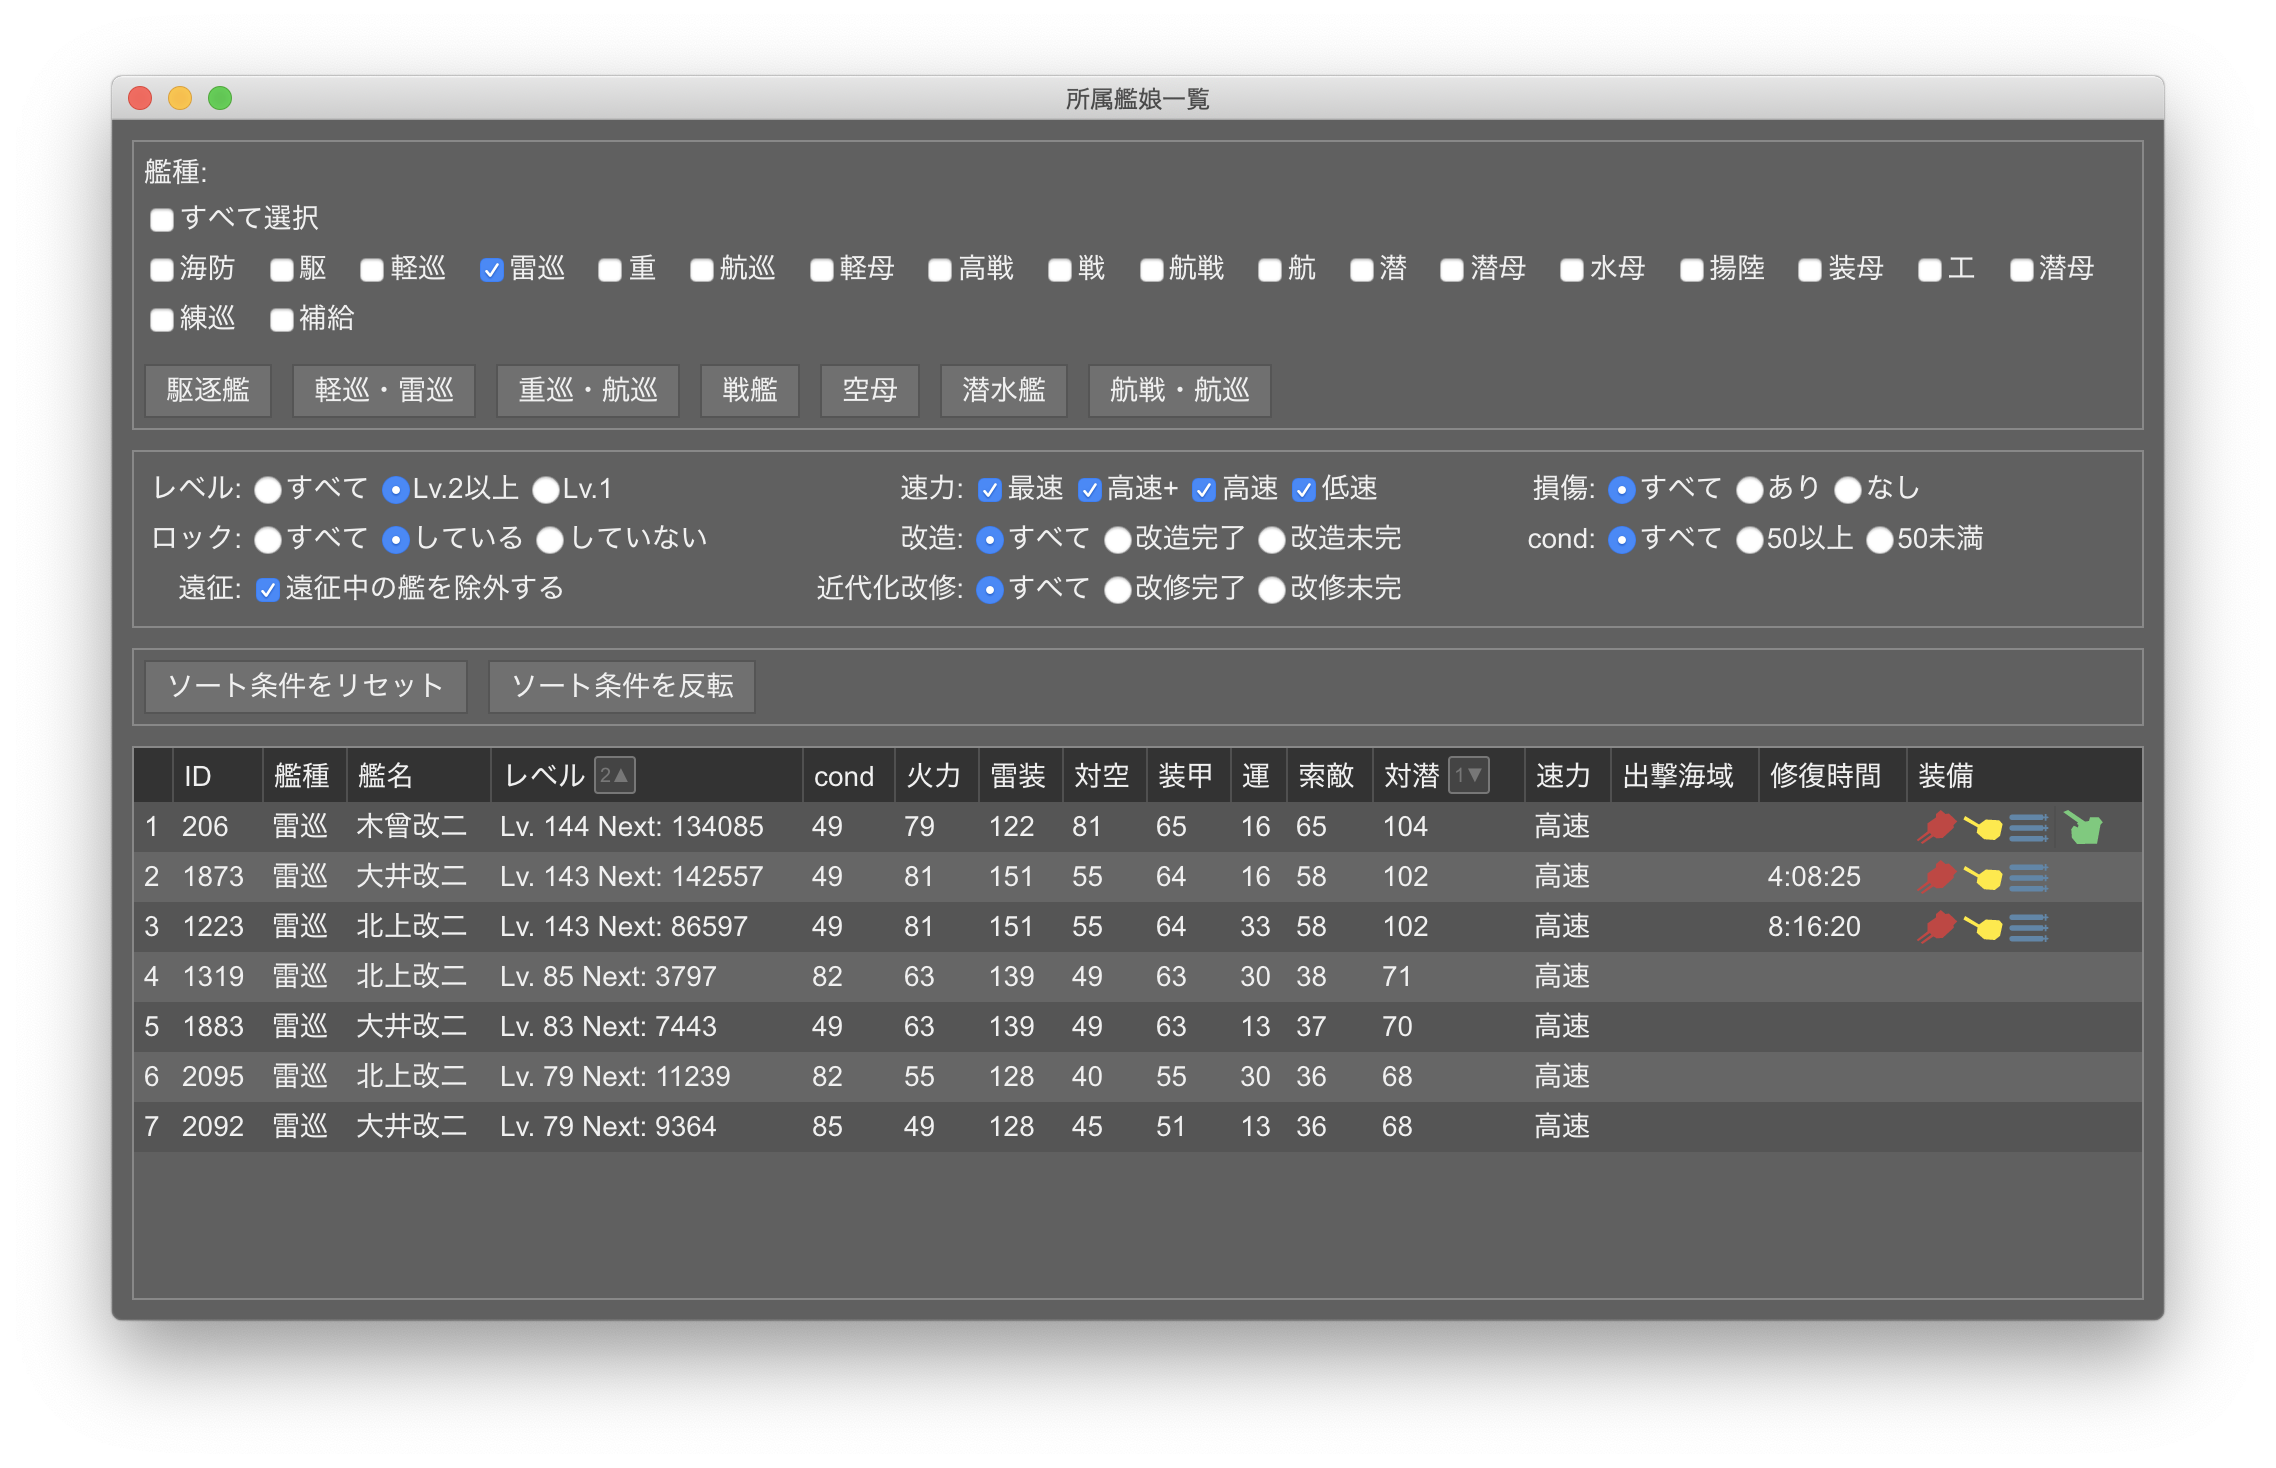 所属艦娘一覧
艦種:
すべて選択
海防 駆 軽巡 雷巡 重 航巡 軽母 高戦 戦 航戦 航 潜 潜母 水母 揚陸 装母 工 潜母
練巡 補給
駆逐艦 軽巡・雷巡 重巡・航巡 戦艦 空母 潜水艦 航戦・航巡
レベル: すべて Lv.2以上 Lv.1 速力: 最速 高速+ 高速 低速 損傷: すべて あり なし
ロック: すべて している していない 改造: すべて 改造完了 改造未完 cond: すべて 50以上 50未満
遠征: 遠征中の艦を除外する 近代化改修: すべて 改修完了 改修未完
ソート条件をリセット ソート条件を反転
ID 艦種 艦名 レベル 2▲ cond 火力 雷装 対空 装甲 運 索敵 対潜 1▼ 速力 出撃海域 修復時間 装備
1 206 雷巡 木曾改二 Lv. 144 Next: 134085 49 79 122 81 65 16 65 104 高速
2 1873 雷巡 大井改二 Lv. 143 Next: 142557 49 81 151 55 64 16 58 102 高速 4:08:25
3 1223 雷巡 北上改二 Lv. 143 Next: 86597 49 81 151 55 64 33 58 102 高速 8:16:20
4 1319 雷巡 北上改二 Lv. 85 Next: 3797 82 63 139 49 63 30 38 71 高速
5 1883 雷巡 大井改二 Lv. 83 Next: 7443 49 63 139 49 63 13 37 70 高速
6 2095 雷巡 北上改二 Lv. 79 Next: 11239 82 55 128 40 55 30 36 68 高速
7 2092 雷巡 大井改二 Lv. 79 Next: 9364 85 49 128 45 51 13 36 68 高速